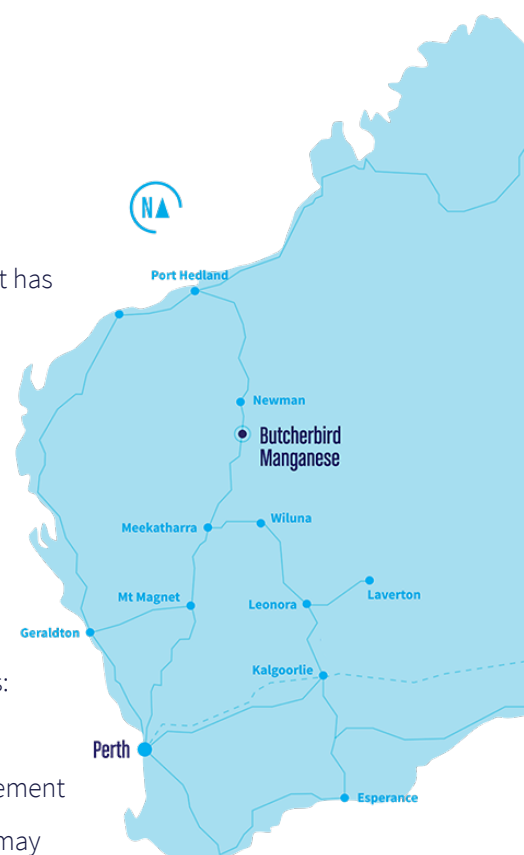 N
t has
Port Hedland
Newman
Butcherbird
Manganese
Meekatharra
Wiluna
Mt Magnet
Leonora
Laverton
Geraldton
Kalgoorlie
s:
Perth
ement
Esperance
may